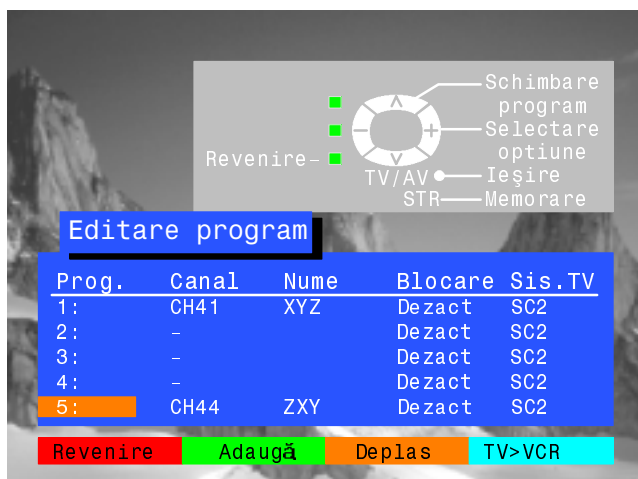 Schimbare
program
Selectare
optiune
Revenire–
TV/AV
Ieşire
STR
Memorare
Editare program
Prog. Canal Nume Blocare Sis.TV
1: CH41 XYZ Dezact SC2
2: – Dezact SC2
3: – Dezact SC2
4: – Dezact SC2
5: CH44 ZXY Dezact SC2
Revenire Adaugă Deplas TV>VCR